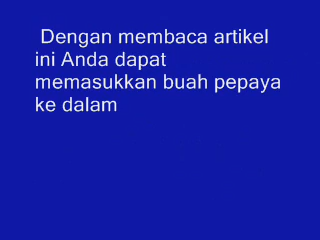 Dengan membaca artikel
ini Anda dapat
memasukkan buah pepaya
ke dalam